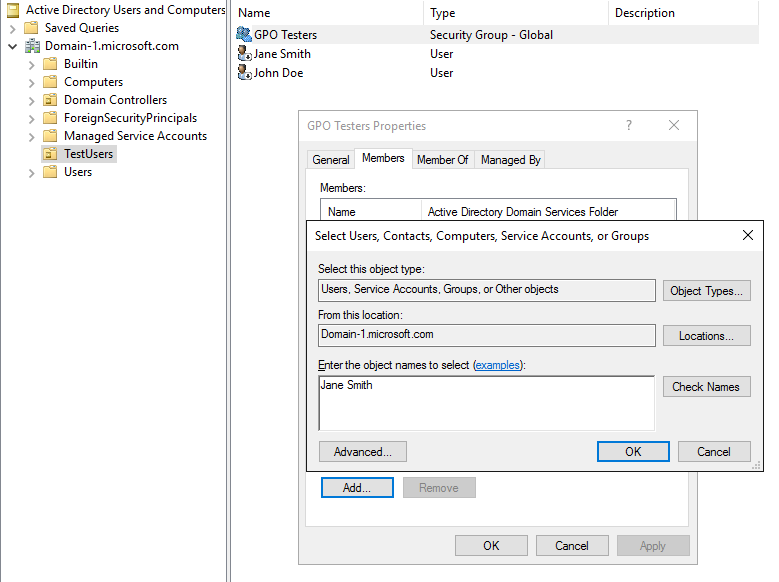 Active Directory Users and Computers
Saved Queries
Domain-1.microsoft.com
Builtin
Computers
Domain Controllers
ForeignSecurityPrincipals
Managed Service Accounts
TestUsers
Users
Name Type Description
GPO Testers Security Group - Global
Jane Smith User
John Doe User
GPO Testers Properties ?
General Members Member Of Managed By
Members:
Name Active Directory Domain Services Folder
Select Users, Contacts, Computers, Service Accounts, or Groups
Select this object type:
Users, Service Accounts, Groups, or Other objects Object Types...
From this location:
Domain-1.microsoft.com Locations...
Enter the object names to select (examples):
Jane Smith Check Names
Advanced... OK Cancel
Add... Remove
OK Cancel Apply